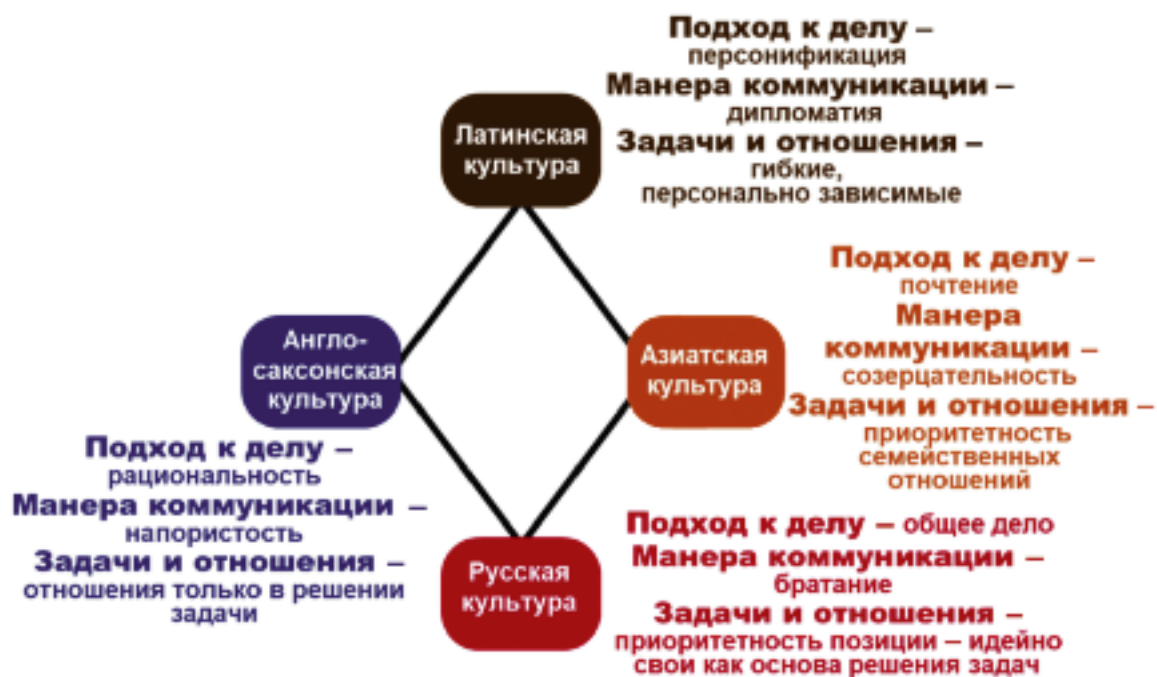 Подход к делу –
персонификация
Манера коммуникации –
дипломатия
Задачи и отношения –
гибкие,
персонально зависимые
Латинская
культура
Подход к делу –
почтение
Манера
коммуникации –
созерцательность
Задачи и отношения –
приоритетность
семейственных
отношений
Азиатская
культура
Англо-
саксонская
культура
Подход к делу –
рациональность
Манера коммуникации –
напористость
Задачи и отношения –
отношения только в решении
задачи
Русская
культура
Подход к делу – общее дело
Манера коммуникации –
братание
Задачи и отношения –
приоритетность позиции – идейно
свои как основа решения задач